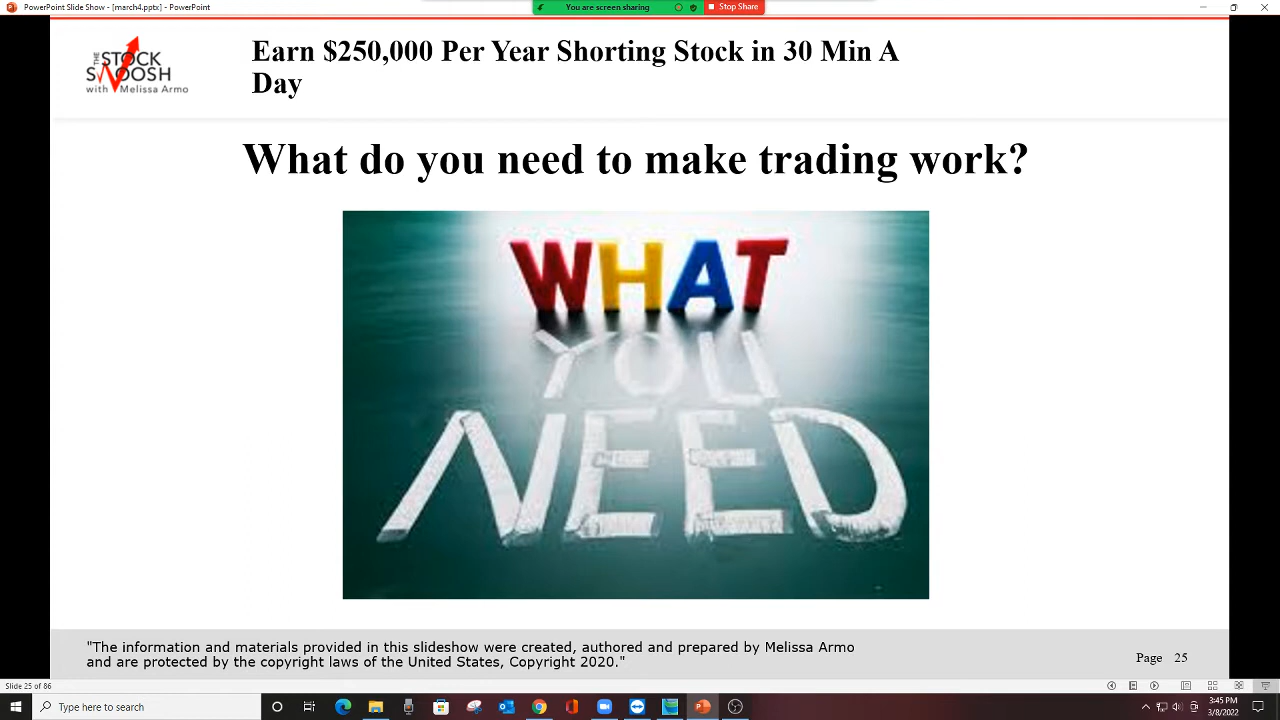 PowerPoint Slide Show - [march4.pptx] - PowerPoint
You are screen sharing
Stop Share
THE
STOCK
SWOOSH
with Melissa Armo
Earn $250,000 Per Year Shorting Stock in 30 Min A
Day
What do you need to make trading work?
WHAT
YOU
NEED
"The information and materials provided in this slideshow were created, authored and prepared by Melissa Armo
and are protected by the copyright laws of the United States, Copyright 2020."
Page 25
Slide 25 of 86
Type here to search
3:45 PM
3/8/2022